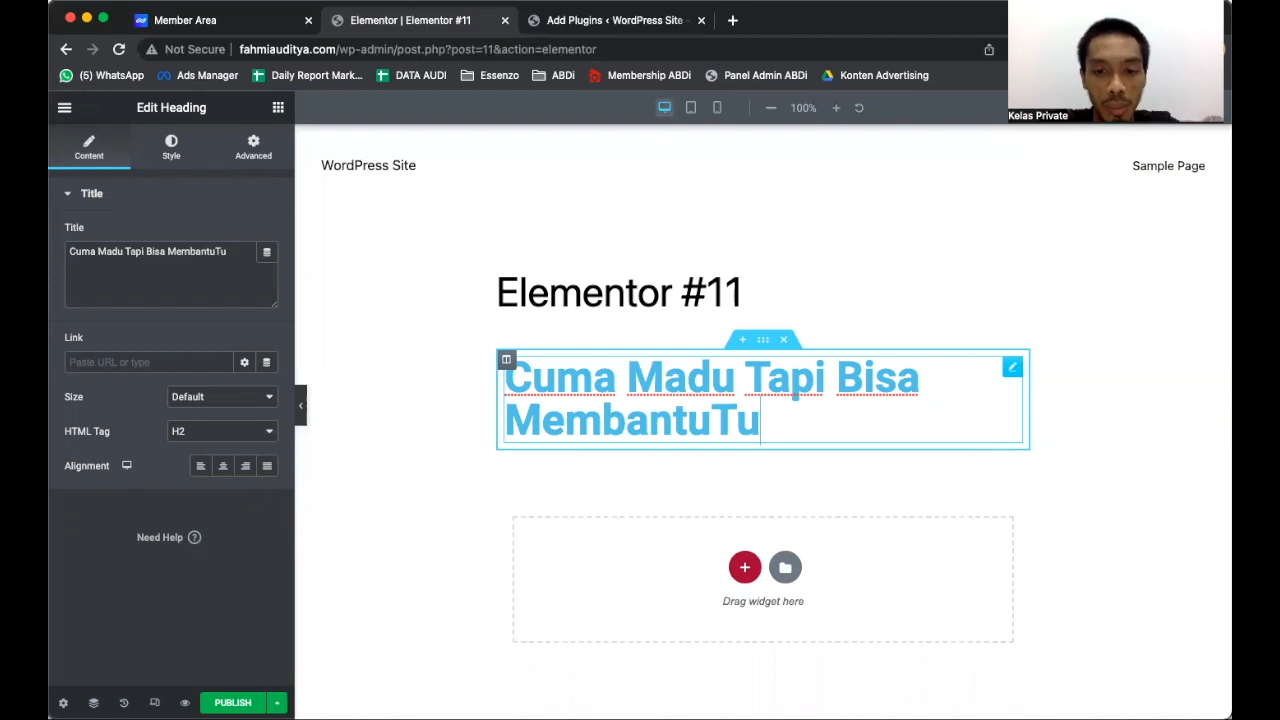 Member Area
Elementor | Elementor #11
Add Plugins ‹ WordPress Site -
Not Secure | fahmiauditya.com/wp-admin/post.php?post=11&action=elementor
(5) WhatsApp
Ads Manager
Daily Report Mark...
DATA AUDI
Essenzo
ABDi
Membership ABDi
Panel Admin ABDi
Konten Advertising
Kelas Private
Edit Heading
100%
Content
Style
Advanced
WordPress Site
Sample Page
Title
Title
Cuma Madu Tapi Bisa MembantuTu
Link
Paste URL or type
Size
Default
HTML Tag
H2
Alignment
Need Help ?
PUBLISH
Elementor #11
Cuma Madu Tapi Bisa
MembantuTu
Drag widget here